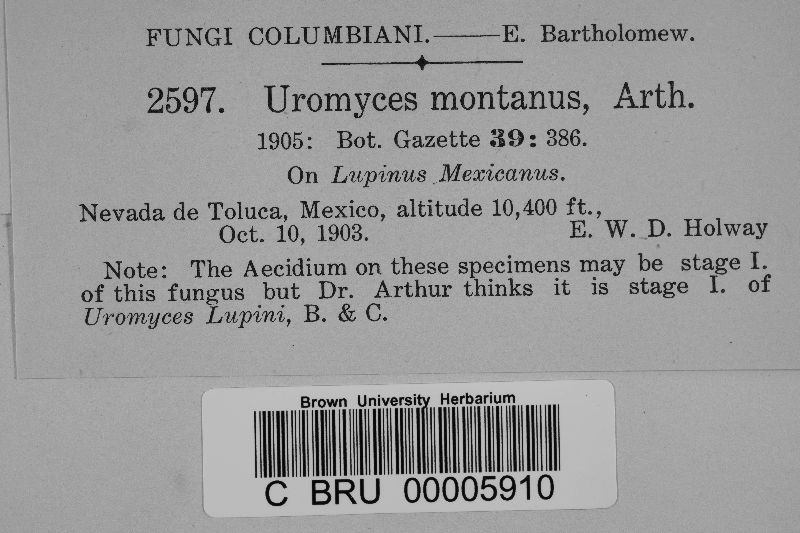 FUNGI COLUMBIANI.——E. Bartholomew.
2597. Uromyces montanus, Arth.
1905: Bot. Gazette 39: 386.
On Lupinus Mexicanus.
Nevada de Toluca, Mexico, altitude 10,400 ft.,
Oct. 10, 1903. E. W. D. Holway
Note: The Aecidium on these specimens may be stage I.
of this fungus but Dr. Arthur thinks it is stage I. of
Uromyces Lupini, B. & C.
Brown University Herbarium
C BRU 00005910